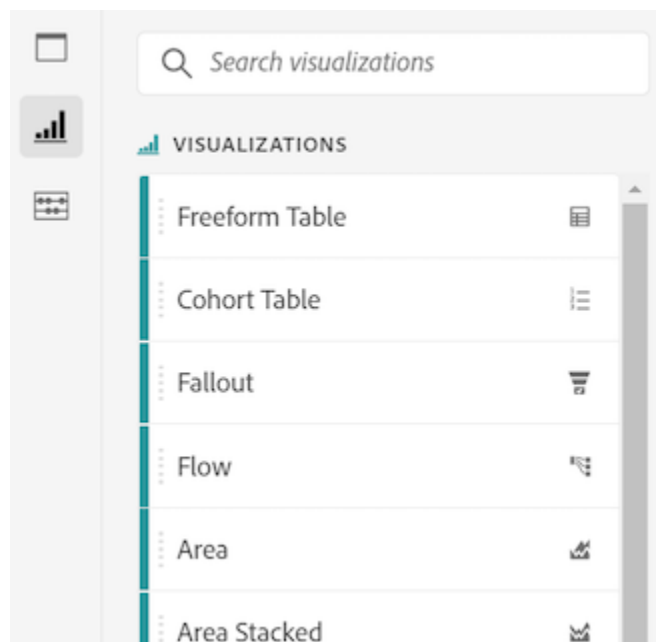 Search visualizations
VISUALIZATIONS
Freeform Table
Cohort Table
Fallout
Flow
Area
Area Stacked